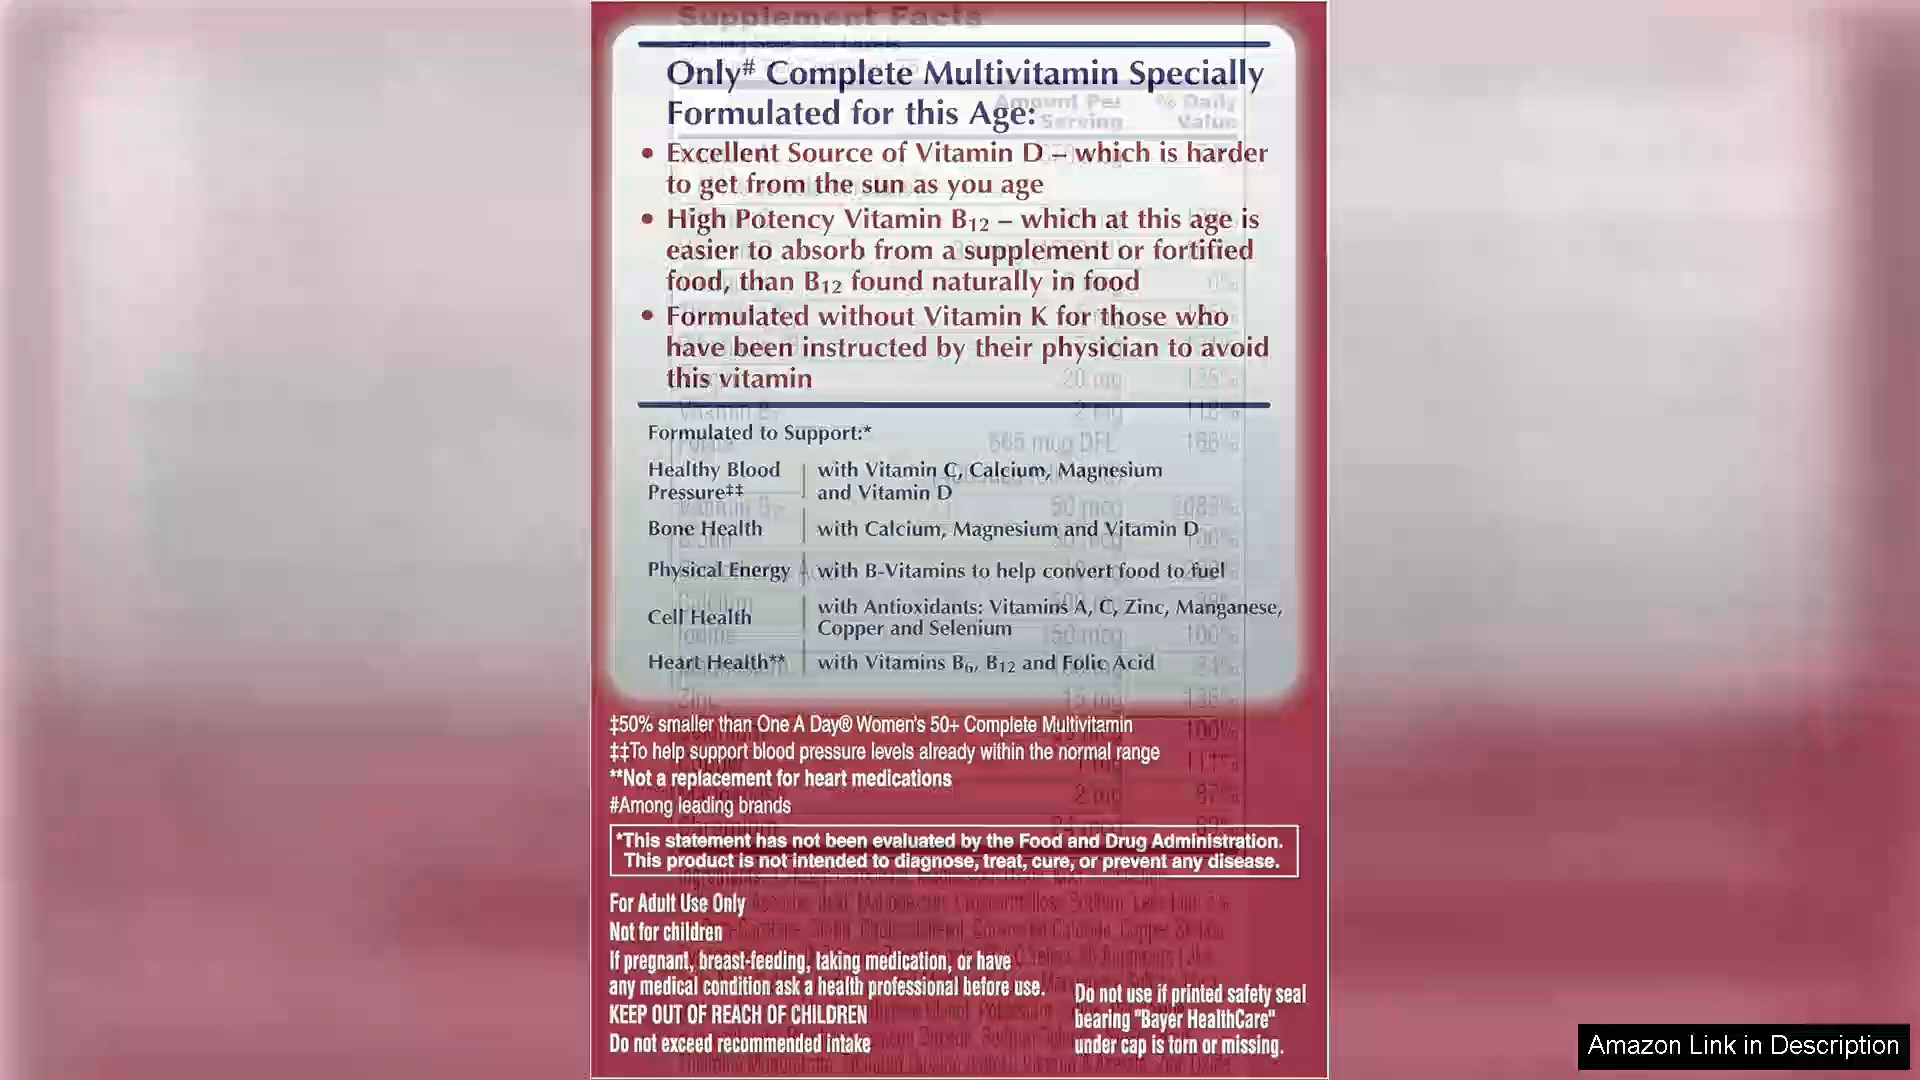 Supplement Facts
Only# Complete Multivitamin Specially
Formulated for this Age:
Amount Per
Serving
% Daily
Value
• Excellent Source of Vitamin D – which is harder
to get from the sun as you age
• High Potency Vitamin B12 – which at this age is
easier to absorb from a supplement or fortified
food, than B12 found naturally in food
• Formulated without Vitamin K for those who
have been instructed by their physician to avoid
this vitamin
Formulated to Support:*
Healthy Blood
Pressure‡‡
with Vitamin C, Calcium, Magnesium
and Vitamin D
Bone Health
with Calcium, Magnesium and Vitamin D
Physical Energy
with B-Vitamins to help convert food to fuel
Cell Health
with Antioxidants: Vitamins A, C, Zinc, Manganese,
Copper and Selenium
Heart Health**
with Vitamins B6, B12 and Folic Acid
‡50% smaller than One A Day® Women's 50+ Complete Multivitamin
‡‡To help support blood pressure levels already within the normal range
**Not a replacement for heart medications
#Among leading brands
*This statement has not been evaluated by the Food and Drug Administration.
This product is not intended to diagnose, treat, cure, or prevent any disease.
For Adult Use Only
Not for children
If pregnant, breast-feeding, taking medication, or have
any medical condition ask a health professional before use.
KEEP OUT OF REACH OF CHILDREN
Do not exceed recommended intake
Do not use if printed safety seal
bearing "Bayer HealthCare"
under cap is torn or missing.
Amazon Link in Description